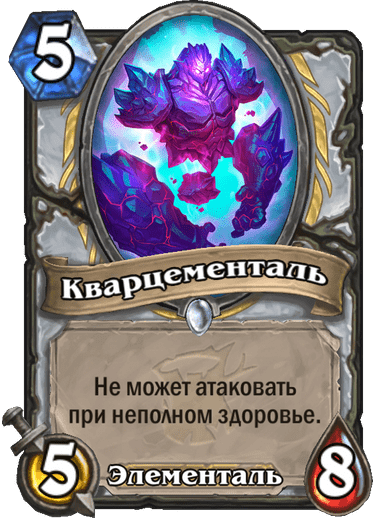 5
Кварцементаль
Не может атаковать
при неполном здоровье.
5
Элементаль
8